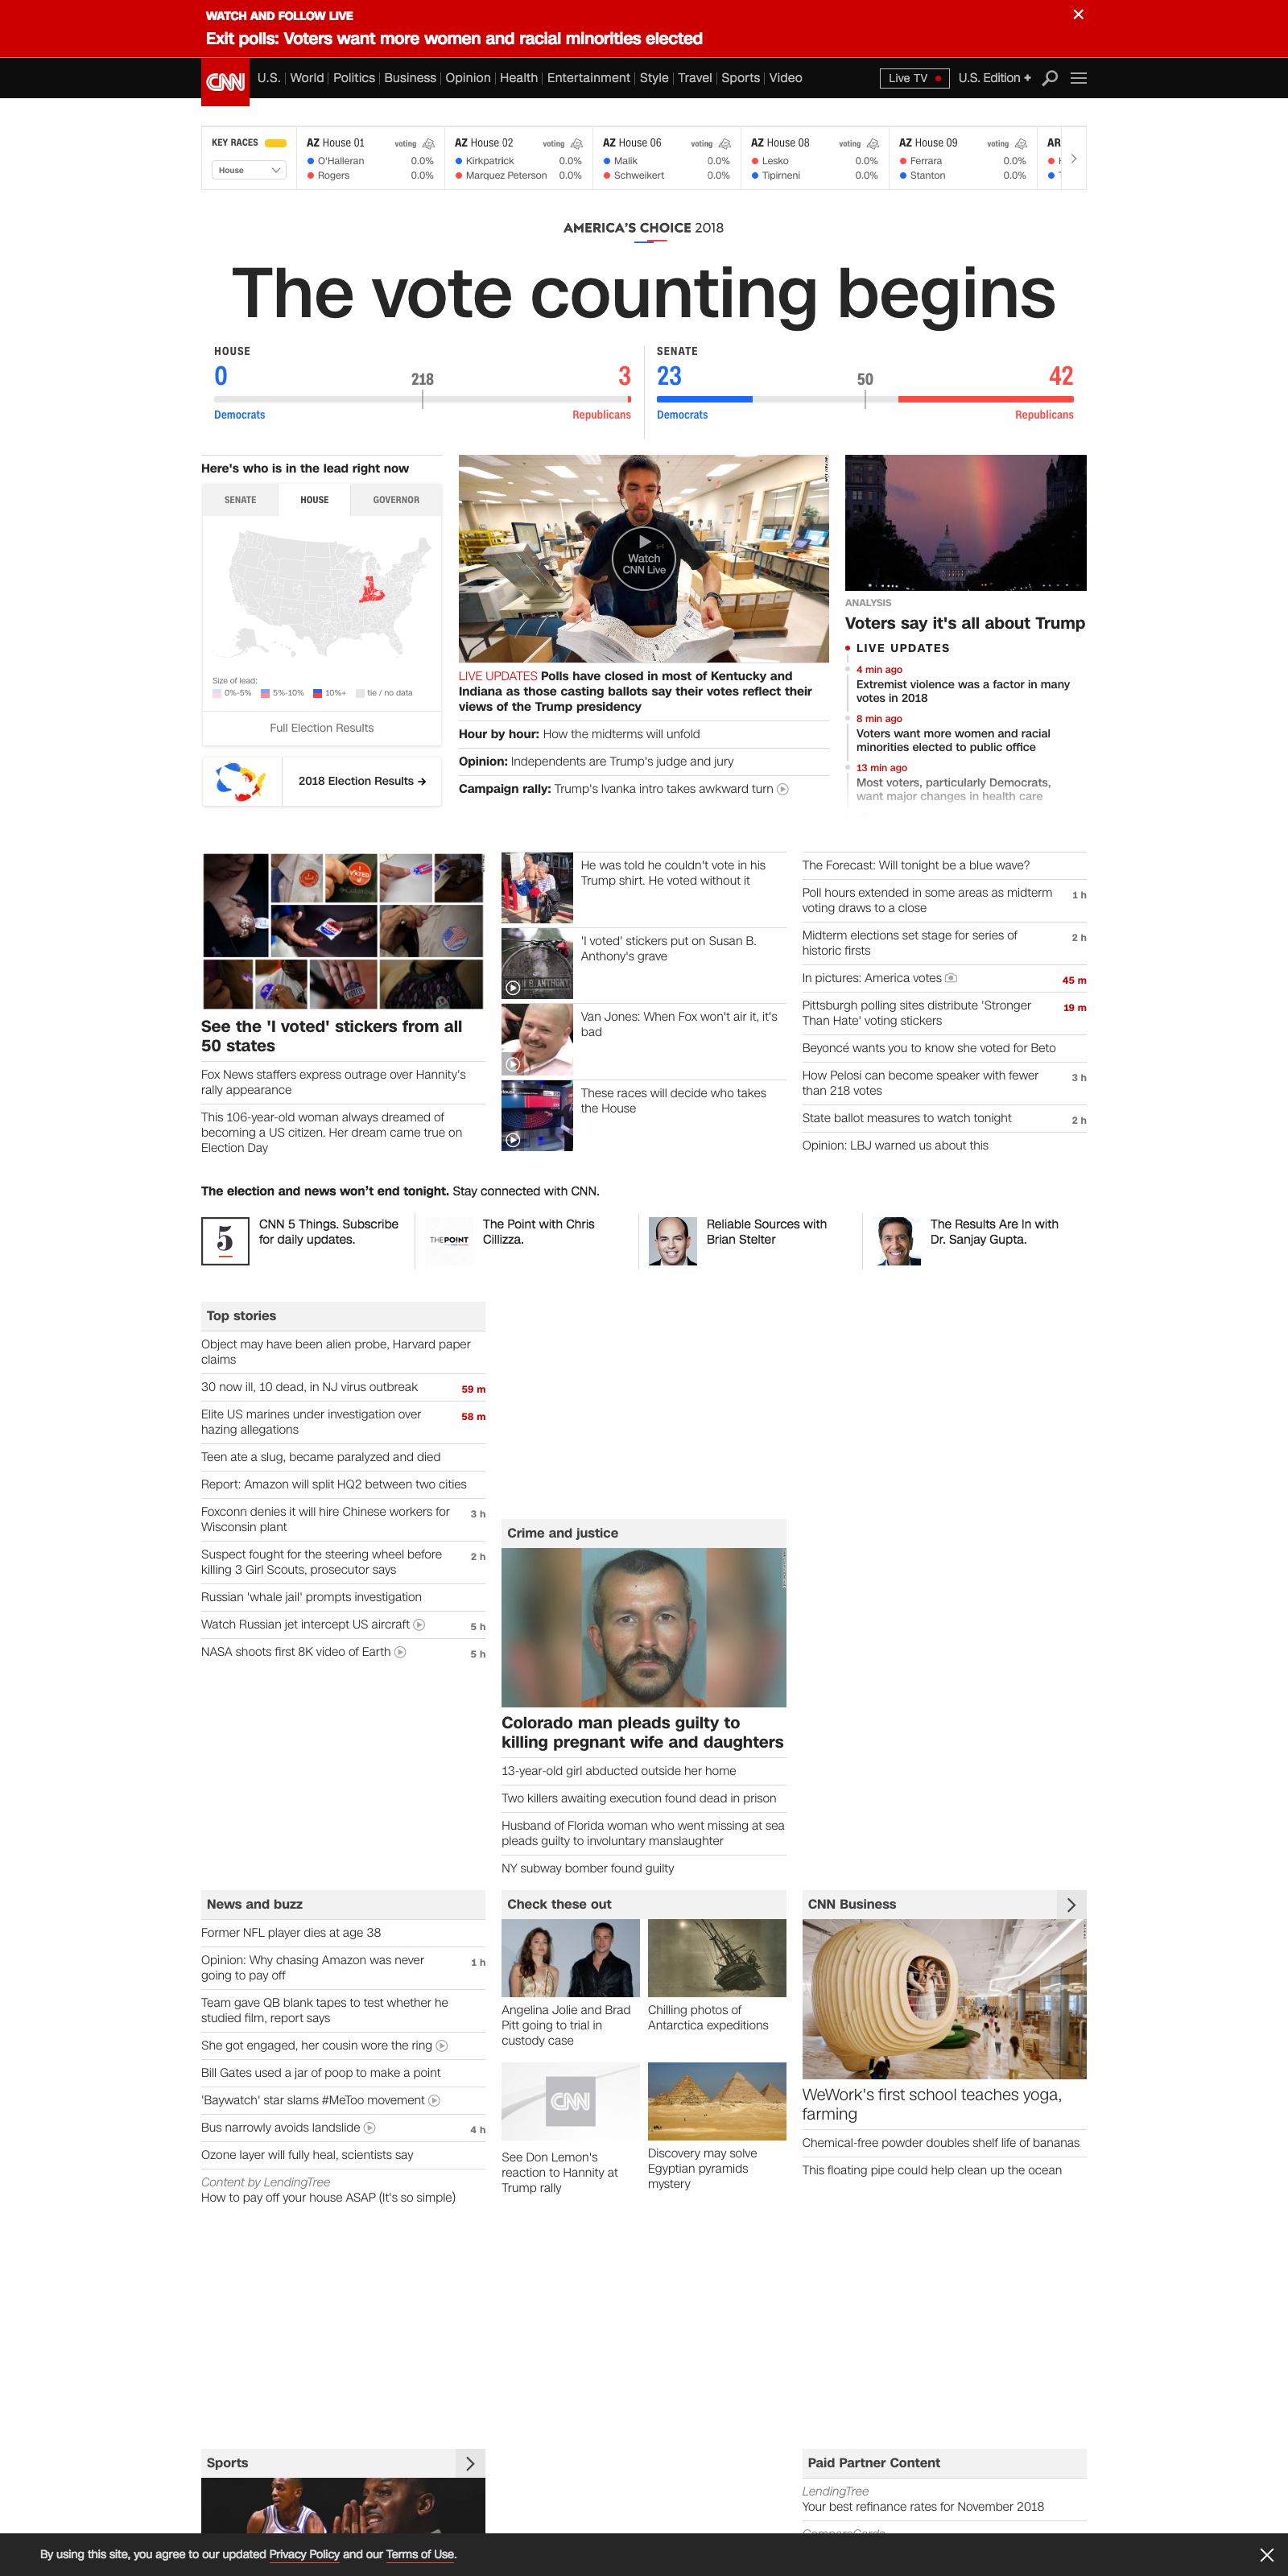 WATCH AND FOLLOW LIVE
Exit polls: Voters want more women and racial minorities elected
CNN
U.S. World Politics Business Opinion Health Entertainment Style Travel Sports Video
Live TV
U.S. Edition +
KEY RACES
House
AZ House 01 voting
O'Halleran 0.0%
Rogers 0.0%
AZ House 02 voting
Kirkpatrick 0.0%
Marquez Peterson 0.0%
AZ House 06 voting
Malik 0.0%
Schweikert 0.0%
AZ House 08 voting
Lesko 0.0%
Tipirneni 0.0%
AZ House 09 voting
Ferrara 0.0%
Stanton 0.0%
AR
AMERICA'S CHOICE 2018
The vote counting begins
HOUSE
0 218 3
Democrats Republicans
SENATE
23 50 42
Democrats Republicans
Here's who is in the lead right now
SENATE HOUSE GOVERNOR
Size of lead:
0%-5% 5%-10% 10%+ tie / no data
Full Election Results
2018 Election Results →
Watch
CNN Live
LIVE UPDATES Polls have closed in most of Kentucky and
Indiana as those casting ballots say their votes reflect their
views of the Trump presidency
Hour by hour: How the midterms will unfold
Opinion: Independents are Trump's judge and jury
Campaign rally: Trump's Ivanka intro takes awkward turn
ANALYSIS
Voters say it's all about Trump
LIVE UPDATES
4 min ago
Extremist violence was a factor in many
votes in 2018
8 min ago
Voters want more women and racial
minorities elected to public office
13 min ago
Most voters, particularly Democrats,
want major changes in health care
See the 'I voted' stickers from all
50 states
Fox News staffers express outrage over Hannity's
rally appearance
This 106-year-old woman always dreamed of
becoming a US citizen. Her dream came true on
Election Day
He was told he couldn't vote in his
Trump shirt. He voted without it
'I voted' stickers put on Susan B.
Anthony's grave
Van Jones: When Fox won't air it, it's
bad
These races will decide who takes
the House
The Forecast: Will tonight be a blue wave?
Poll hours extended in some areas as midterm 1 h
voting draws to a close
Midterm elections set stage for series of 2 h
historic firsts
In pictures: America votes 45 m
Pittsburgh polling sites distribute 'Stronger 19 m
Than Hate' voting stickers
Beyoncé wants you to know she voted for Beto
How Pelosi can become speaker with fewer 3 h
than 218 votes
State ballot measures to watch tonight 2 h
Opinion: LBJ warned us about this
The election and news won't end tonight. Stay connected with CNN.
5
CNN 5 Things. Subscribe
for daily updates.
THE POINT
The Point with Chris
Cillizza.
Reliable Sources with
Brian Stelter
The Results Are In with
Dr. Sanjay Gupta.
Top stories
Object may have been alien probe, Harvard paper
claims
30 now ill, 10 dead, in NJ virus outbreak 59 m
Elite US marines under investigation over 58 m
hazing allegations
Teen ate a slug, became paralyzed and died
Report: Amazon will split HQ2 between two cities
Foxconn denies it will hire Chinese workers for 3 h
Wisconsin plant
Suspect fought for the steering wheel before 2 h
killing 3 Girl Scouts, prosecutor says
Russian 'whale jail' prompts investigation
Watch Russian jet intercept US aircraft 5 h
NASA shoots first 8K video of Earth 5 h
Crime and justice
Colorado man pleads guilty to
killing pregnant wife and daughters
13-year-old girl abducted outside her home
Two killers awaiting execution found dead in prison
Husband of Florida woman who went missing at sea
pleads guilty to involuntary manslaughter
NY subway bomber found guilty
News and buzz
Former NFL player dies at age 38
Opinion: Why chasing Amazon was never 1 h
going to pay off
Team gave QB blank tapes to test whether he
studied film, report says
She got engaged, her cousin wore the ring
Bill Gates used a jar of poop to make a point
'Baywatch' star slams #MeToo movement
Bus narrowly avoids landslide 4 h
Ozone layer will fully heal, scientists say
Content by LendingTree
How to pay off your house ASAP (It's so simple)
Check these out
Angelina Jolie and Brad
Pitt going to trial in
custody case
Chilling photos of
Antarctica expeditions
CNN
See Don Lemon's
reaction to Hannity at
Trump rally
Discovery may solve
Egyptian pyramids
mystery
CNN Business
WeWork's first school teaches yoga,
farming
Chemical-free powder doubles shelf life of bananas
This floating pipe could help clean up the ocean
Sports
Paid Partner Content
LendingTree
Your best refinance rates for November 2018
By using this site, you agree to our updated Privacy Policy and our Terms of Use.